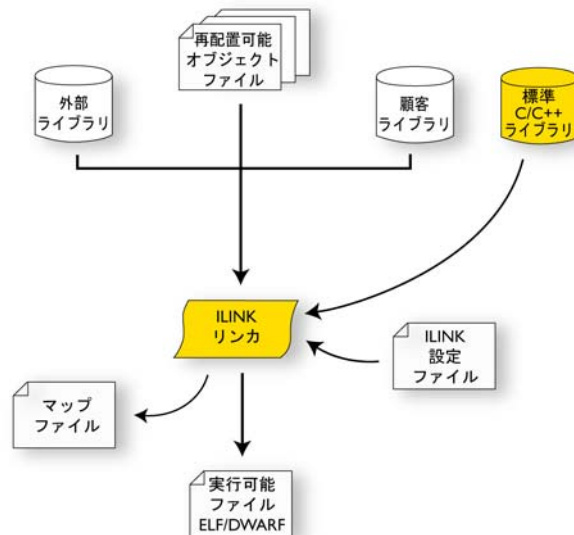 再配置可能
オブジェクト
ファイル
外部
ライブラリ
顧客
ライブラリ
標準
C/C++
ライブラリ
ILINK
リンカ
ILINK
設定
ファイル
マップ
ファイル
実行可能
ファイル
ELF/DWARF